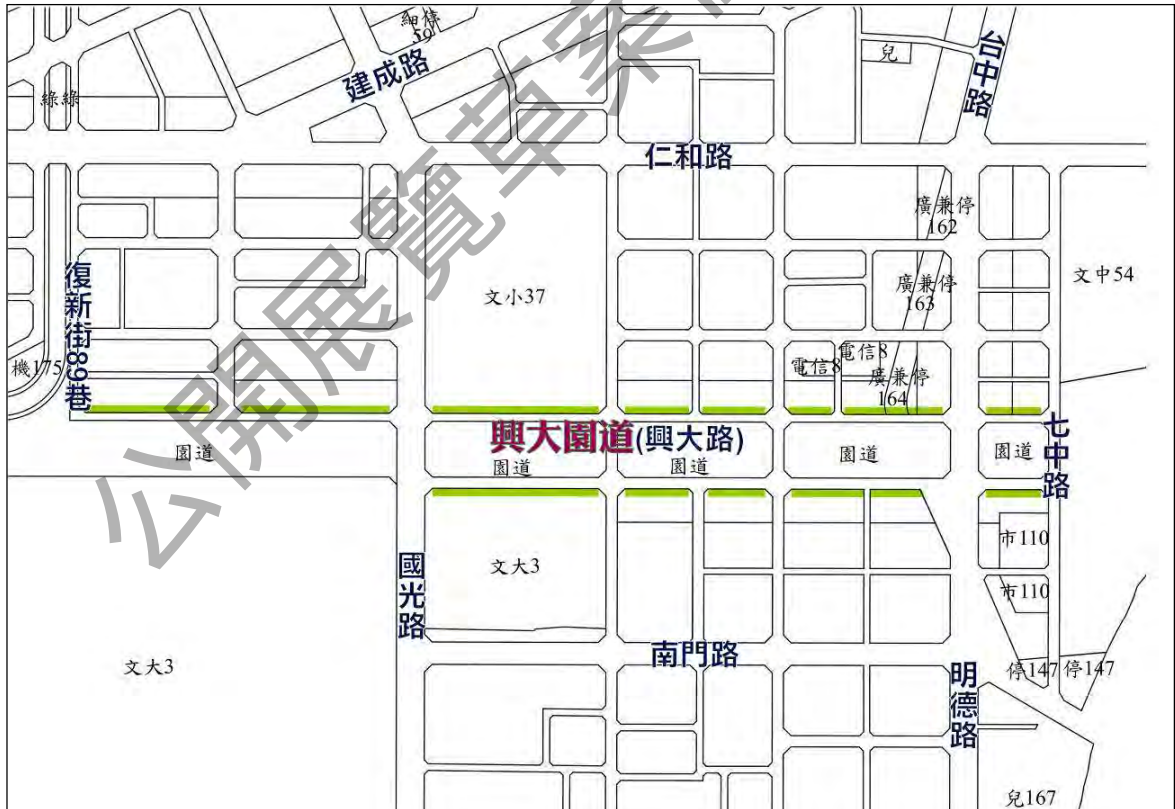 細停
59
建成路
台中路
兒
綠 綠
仁和路
廣兼停
162
復新街89巷
文小37
廣兼停
163
文中54
機175
電信8
電信8
廣兼停
164
興大園道(興大路)
七中路
園道
園道
園道
園道
園道
市110
國光路
文大3
市110
文大3
南門路
停147
停147
明德路
兒167
公開展覽草案